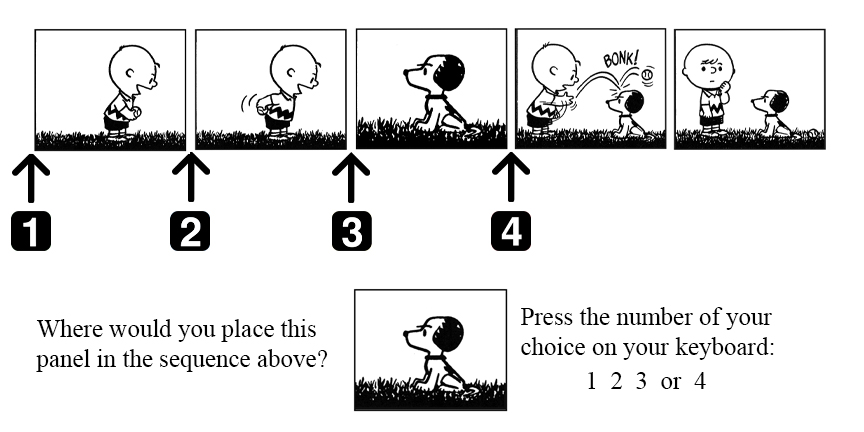 BONK!
1
2
3
4
Where would you place this
panel in the sequence above?
Press the number of your
choice on your keyboard:
1 2 3 or 4